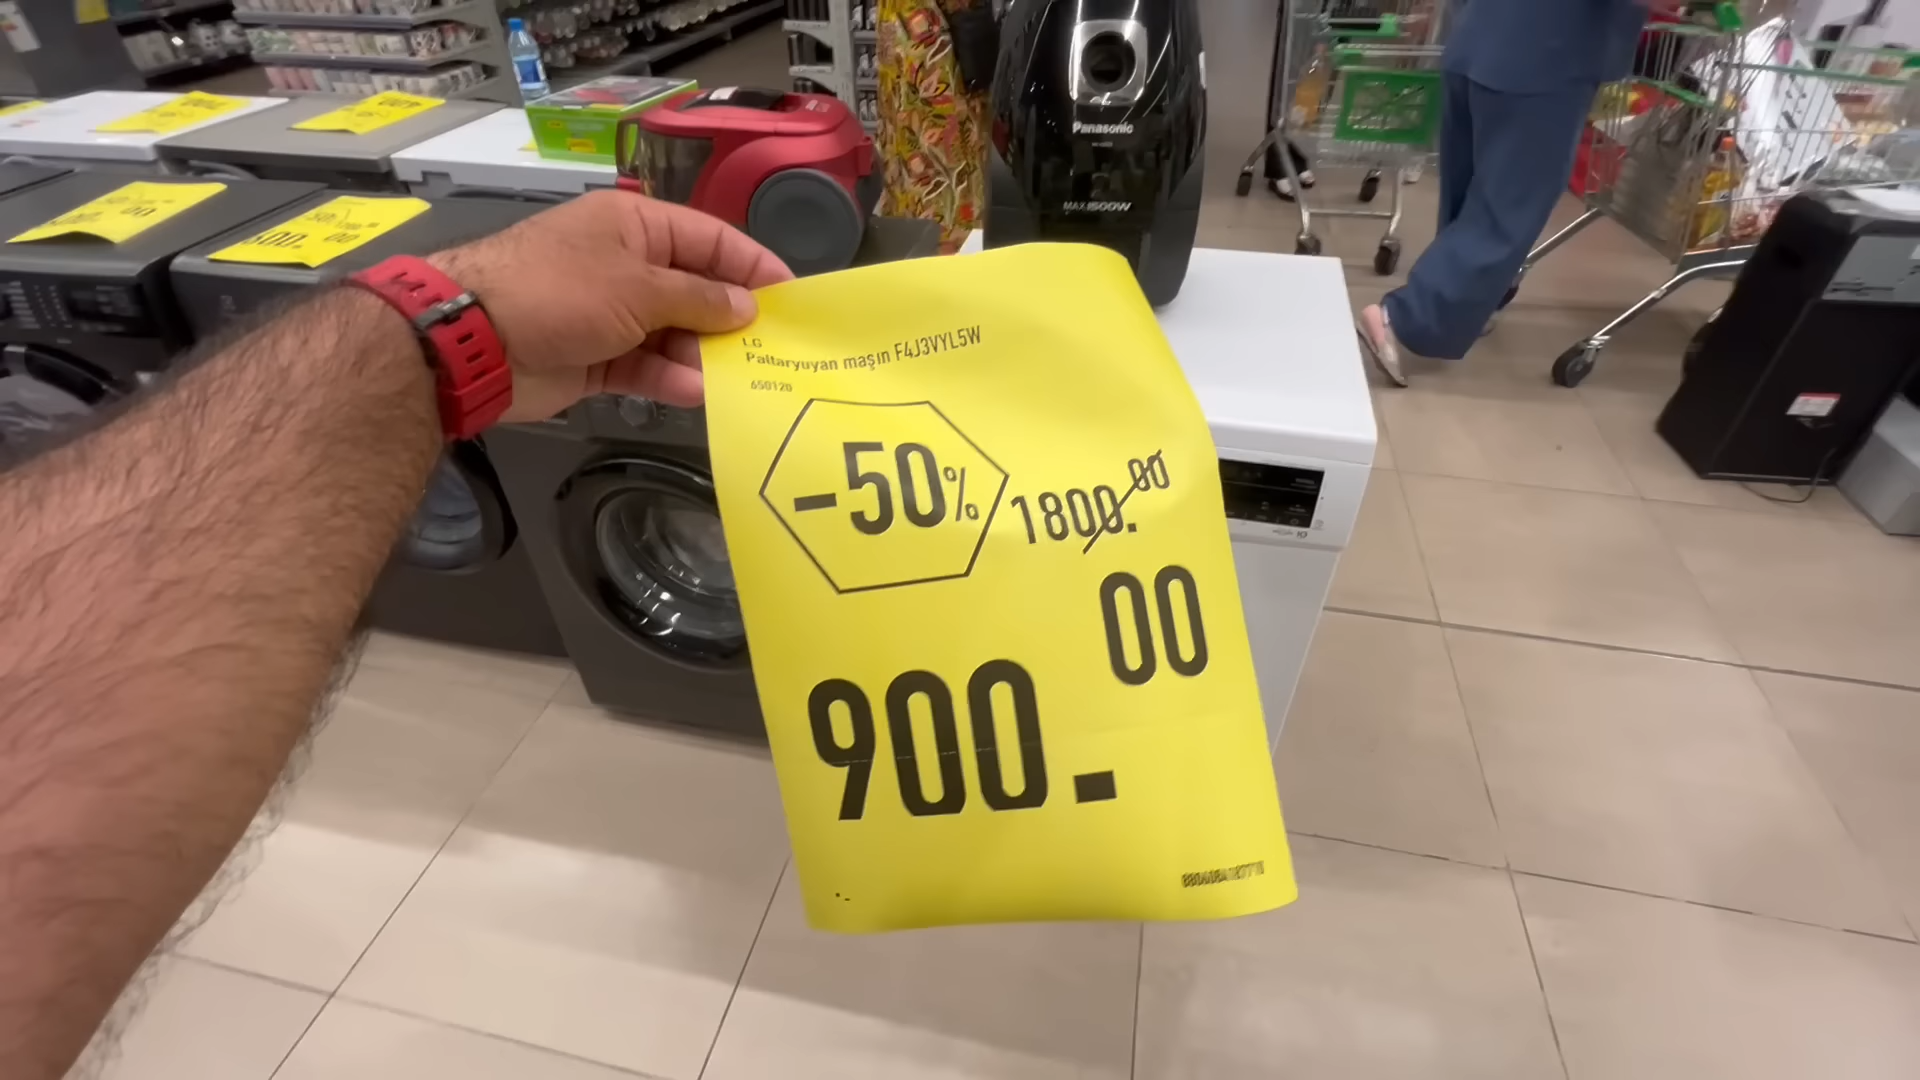 Panasonic
MAX 1500W
LG
Paltaryuyan maşın F4J3VYL5W
650120
-50%
1800.00
900.00